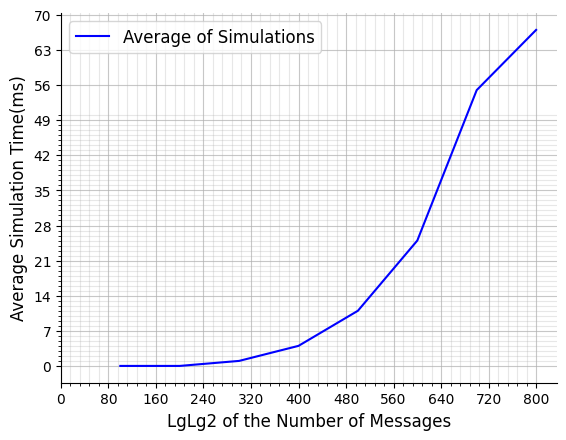 70
63
56
49
42
35
28
21
14
7
0
Average of Simulations
Average Simulation Time(ms)
0 80 160 240 320 400 480 560 640 720 800
LgLg2 of the Number of Messages